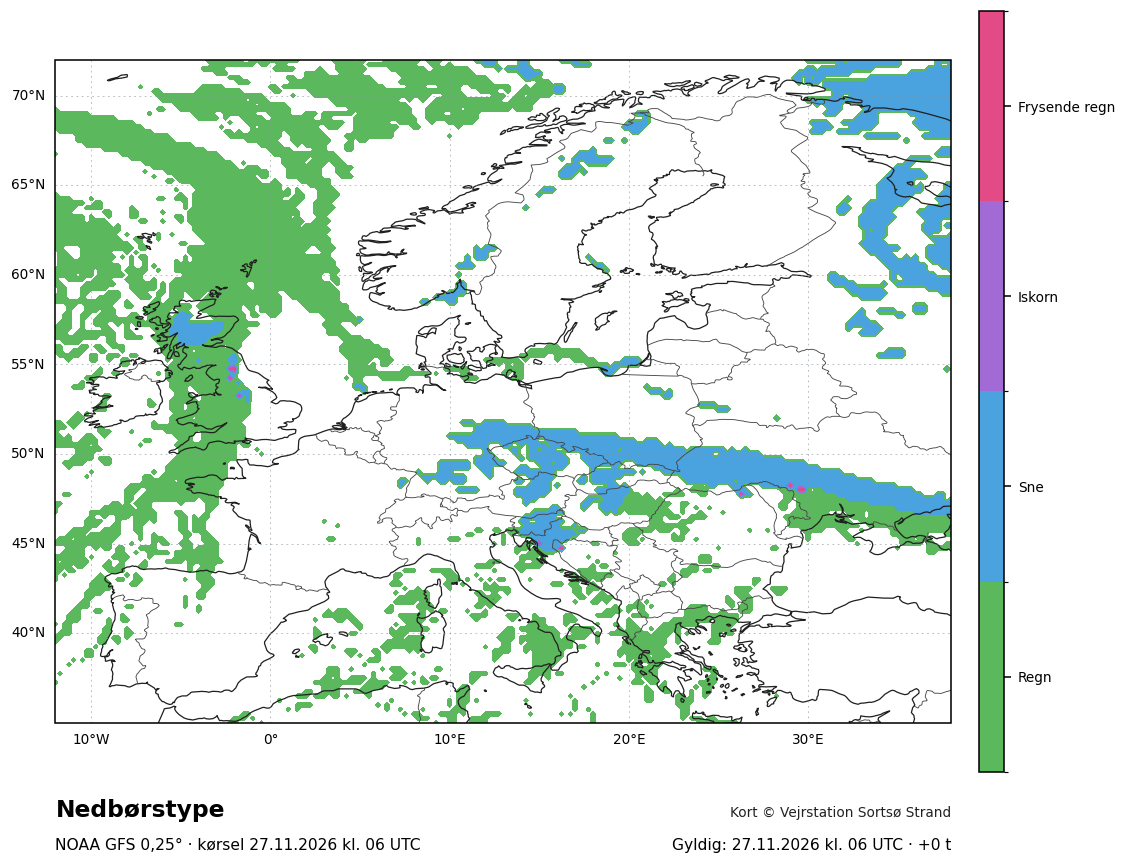 Frysende regn
Iskorn
Sne
Regn
70°N
65°N
60°N
55°N
50°N
45°N
40°N
10°W
0°
10°E
20°E
30°E
Nedbørstype
Kort © Vejrstation Sortsø Strand
NOAA GFS 0,25° · kørsel 27.11.2026 kl. 06 UTC
Gyldig: 27.11.2026 kl. 06 UTC · +0 t